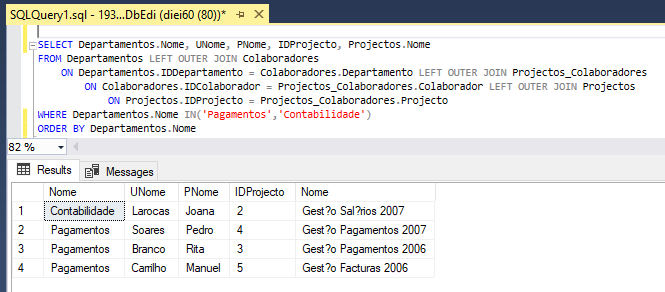 SQLQuery1.sql - 193...DbEdi (diei60 (80))*
SELECT Departamentos.Nome, UNome, PNome, IDProjecto, Projectos.Nome
FROM Departamentos LEFT OUTER JOIN Colaboradores
ON Departamentos.IDDepartamento = Colaboradores.Departamento LEFT OUTER JOIN Projectos_Colaboradores
ON Colaboradores.IDColaborador = Projectos_Colaboradores.Colaborador LEFT OUTER JOIN Projectos
ON Projectos.IDProjecto = Projectos_Colaboradores.Projecto
WHERE Departamentos.Nome IN('Pagamentos','Contabilidade')
ORDER BY Departamentos.Nome
82 %
Results Messages
Nome UNome PNome IDProjecto Nome
1 Contabilidade Larocas Joana 2 Gest?o Sal?rios 2007
2 Pagamentos Soares Pedro 4 Gest?o Pagamentos 2007
3 Pagamentos Branco Rita 3 Gest?o Pagamentos 2006
4 Pagamentos Carrilho Manuel 5 Gest?o Facturas 2006